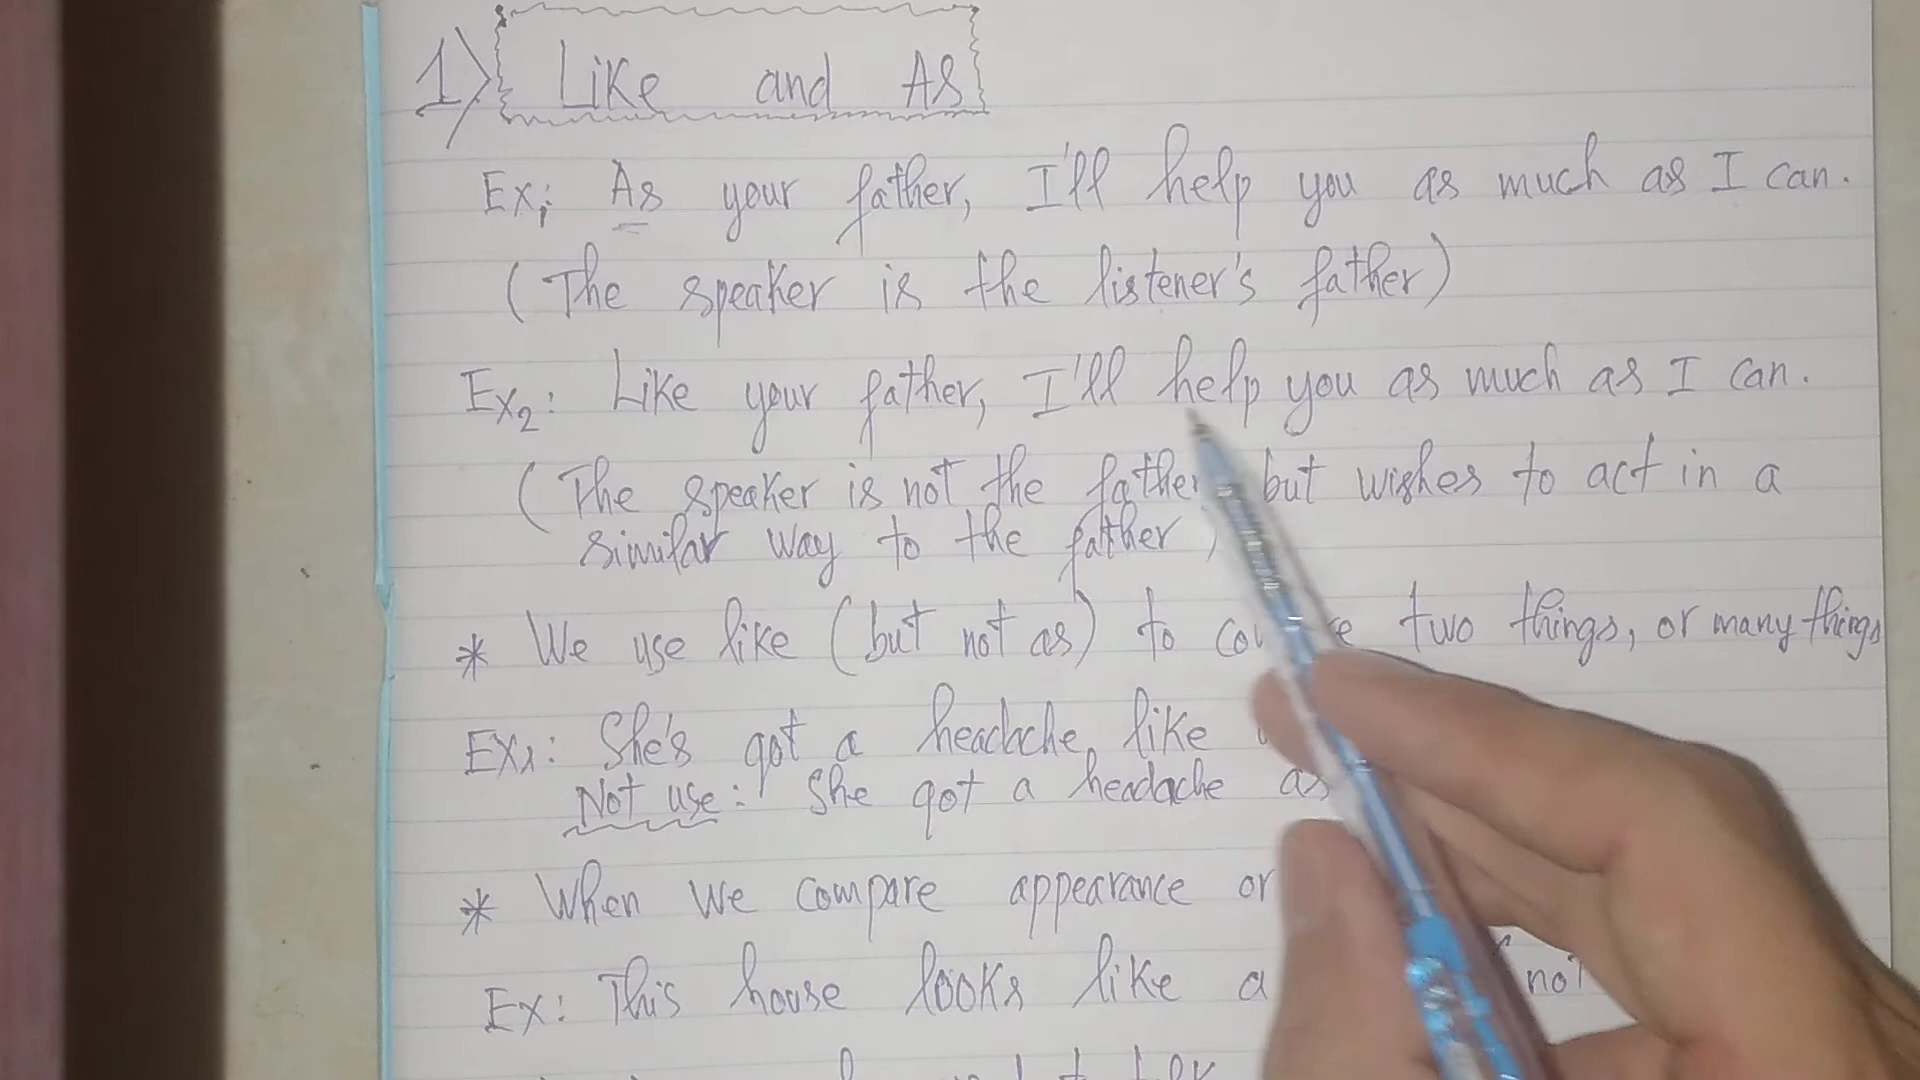 1) Like and As
Ex1: As your father, I'll help you as much as I can.
(The speaker is the listener's father)
Ex2: Like your father, I'll help you as much as I can.
(The speaker is not the father but wishes to act in a
similar way to the father)
* We use like (but not as) to two things, or many things
Ex1: She's got a headache, like
Not use: She got a headache as
* When we compare appearance or
Ex: This house looks like a not